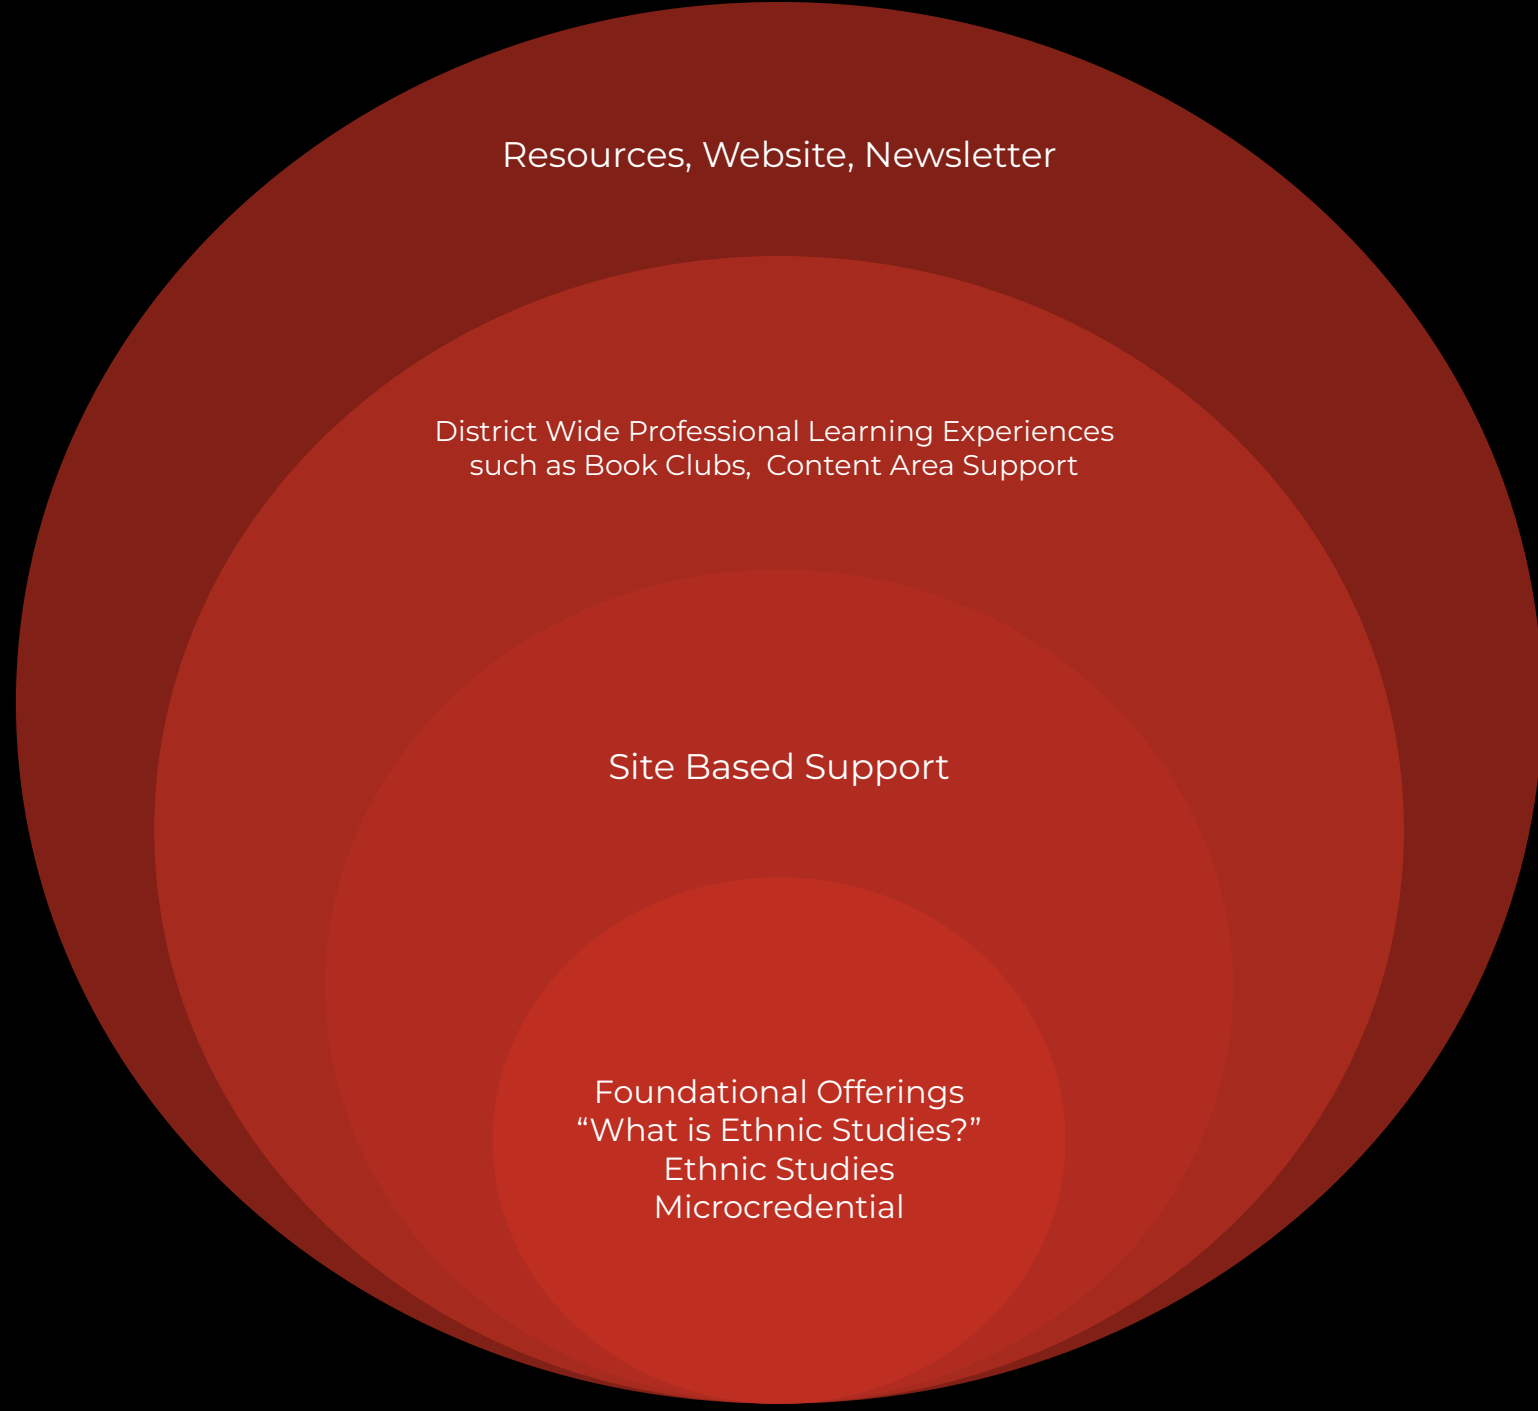 Resources, Website, Newsletter
District Wide Professional Learning Experiences
such as Book Clubs,  Content Area Support
Site Based Support
Foundational Offerings
“What is Ethnic Studies?”
Ethnic Studies
Microcredential